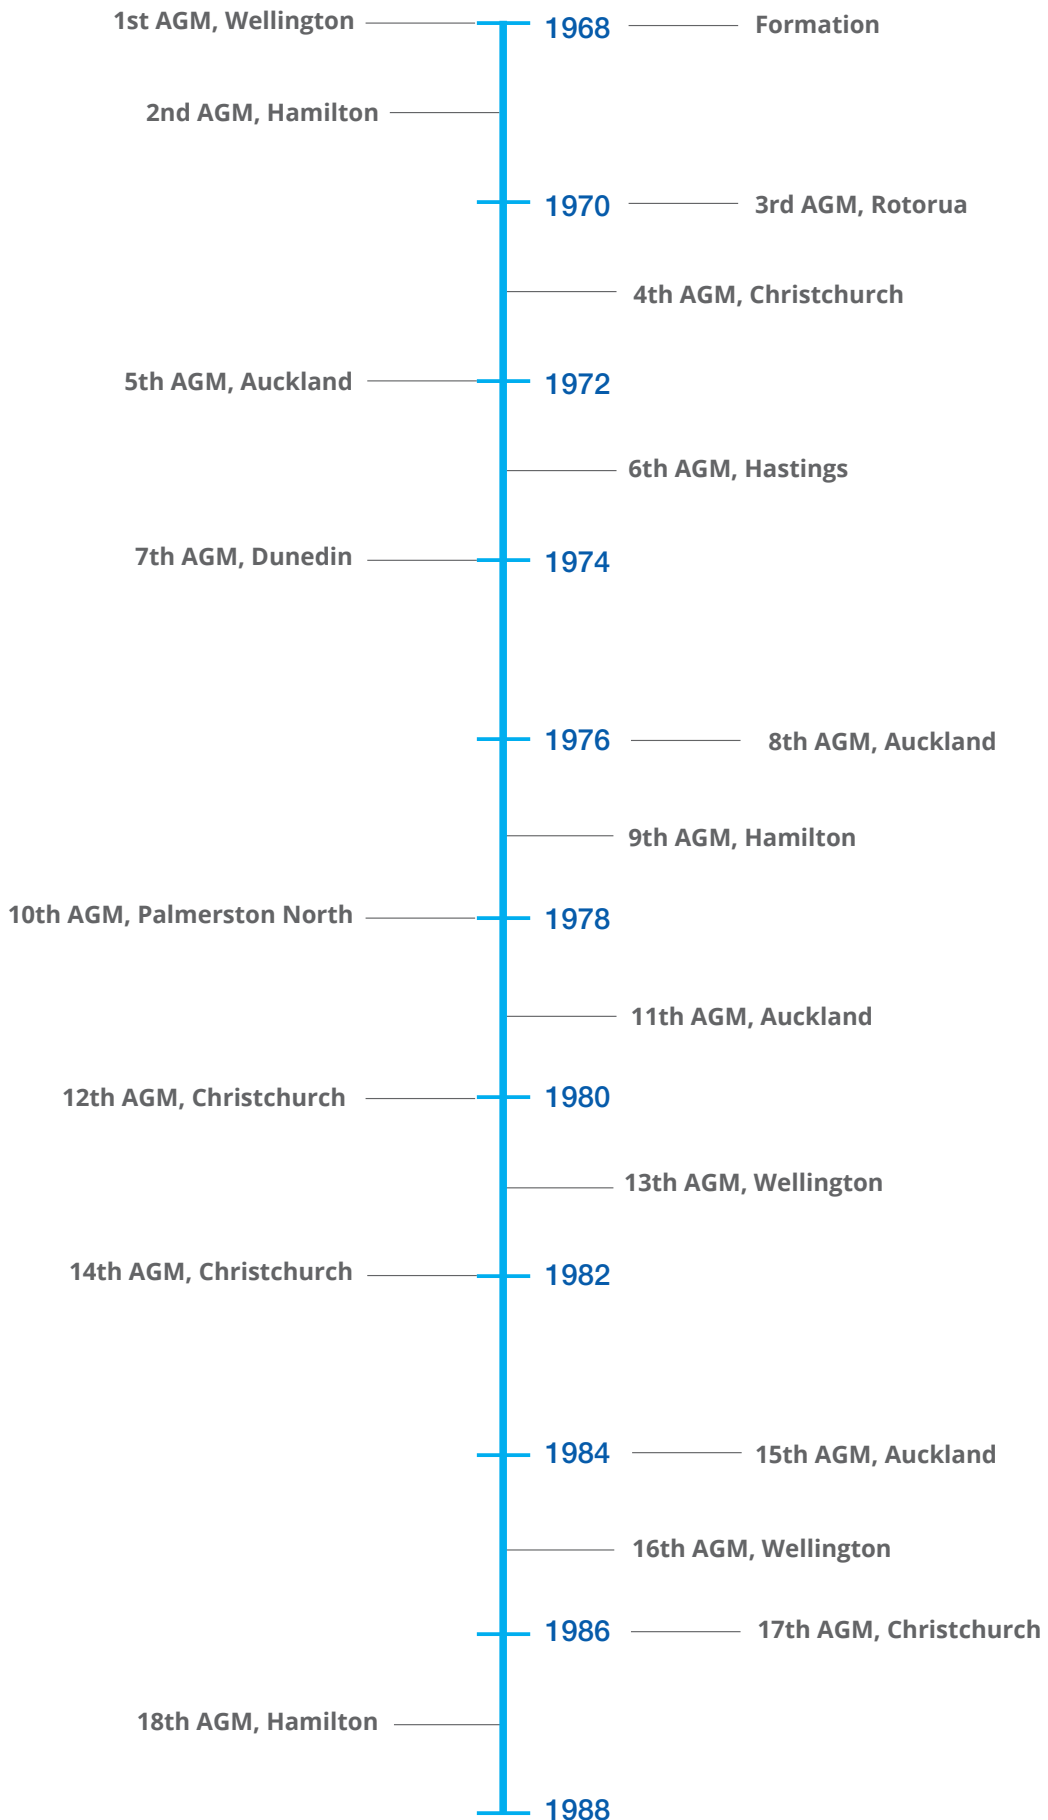 1st AGM, Wellington 1968 Formation
2nd AGM, Hamilton
1970 3rd AGM, Rotorua
4th AGM, Christchurch
5th AGM, Auckland 1972
6th AGM, Hastings
7th AGM, Dunedin 1974
1976 8th AGM, Auckland
9th AGM, Hamilton
10th AGM, Palmerston North 1978
11th AGM, Auckland
12th AGM, Christchurch 1980
13th AGM, Wellington
14th AGM, Christchurch 1982
1984 15th AGM, Auckland
16th AGM, Wellington
1986 17th AGM, Christchurch
18th AGM, Hamilton
1988